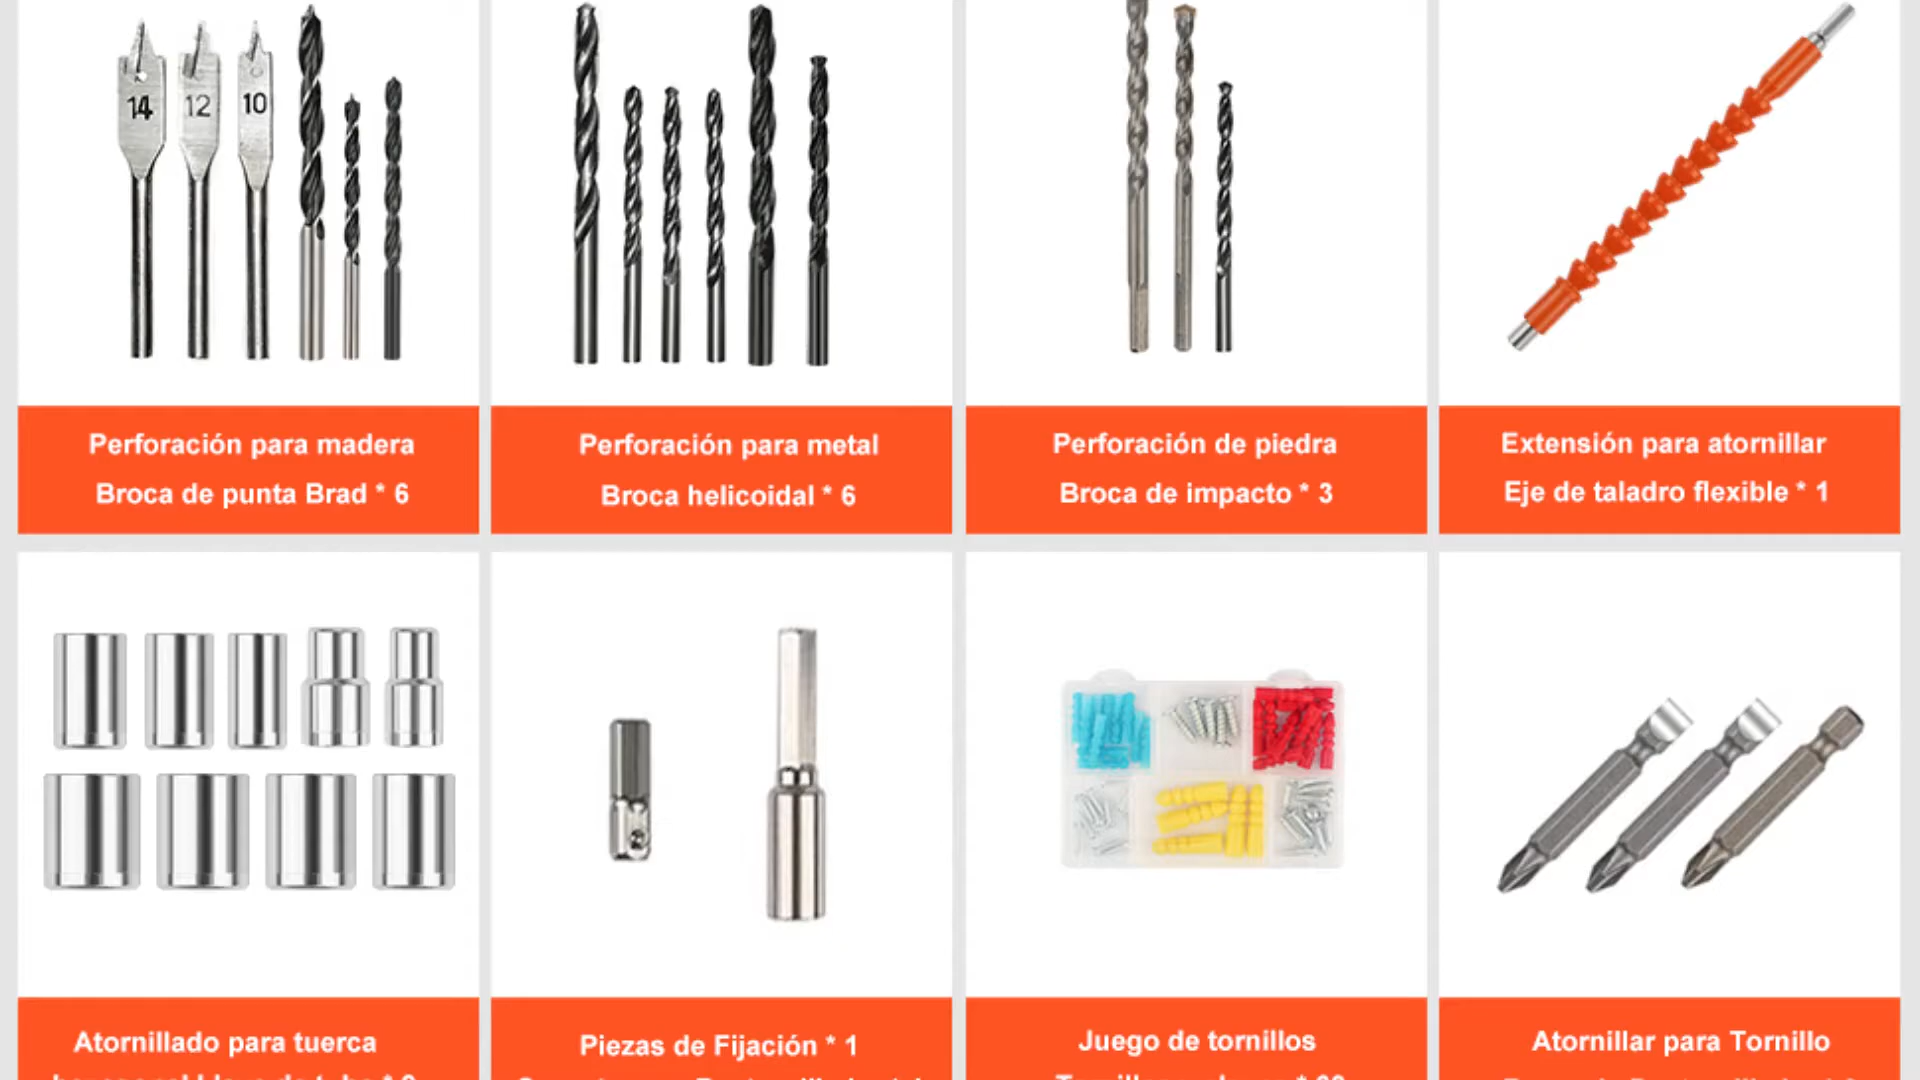 14 12 10
Perforación para madera
Broca de punta Brad * 6
Perforación para metal
Broca helicoidal * 6
Perforación de piedra
Broca de impacto * 3
Extensión para atornillar
Eje de taladro flexible * 1
Atornillado para tuerca
Piezas de Fijación * 1
Juego de tornillos
Atornillar para Tornillo